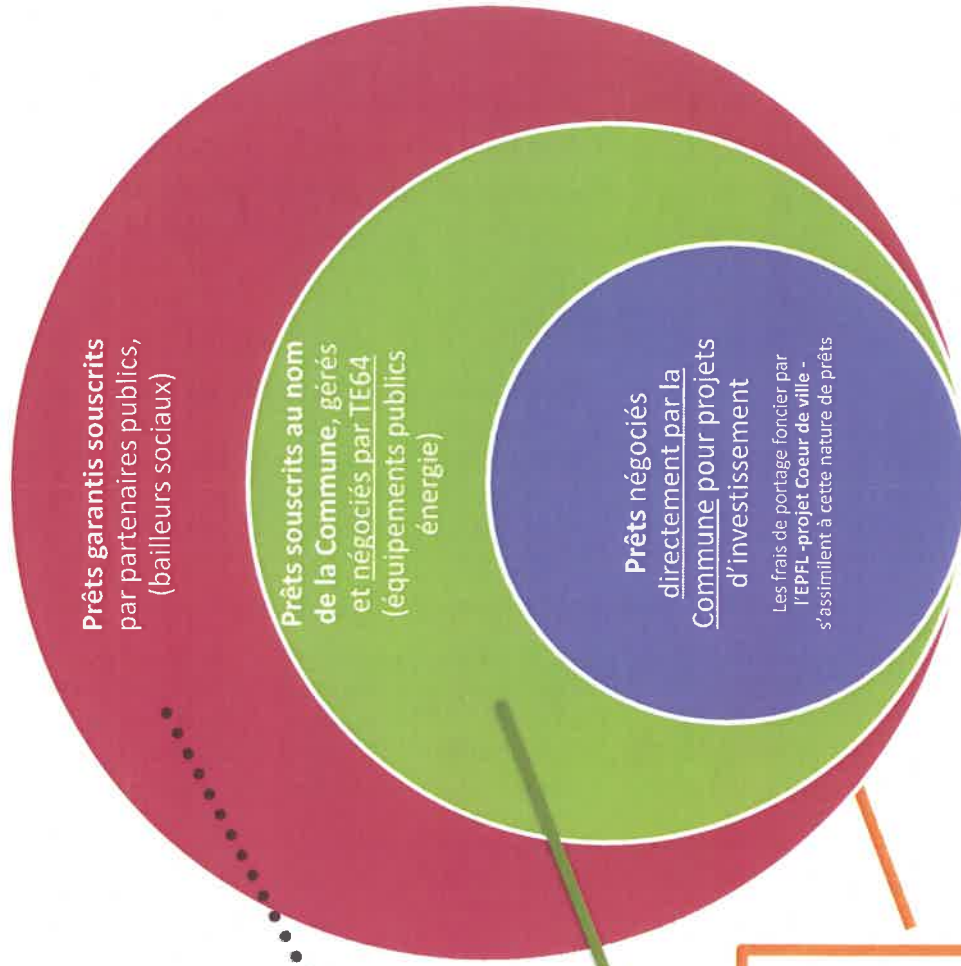 Prêts garantis souscrits
par partenaires publics,
(bailleurs sociaux)
Prêts souscrits au nom
de la Commune, gérés
et négociés par TE64
(équipements publics
énergie)
Prêts négociés
directement par la
Commune pour projets
d'investissement
Les frais de portage foncier par
l'EPFL-projet Coeur de ville -
s'assimilent à cette nature de prêts